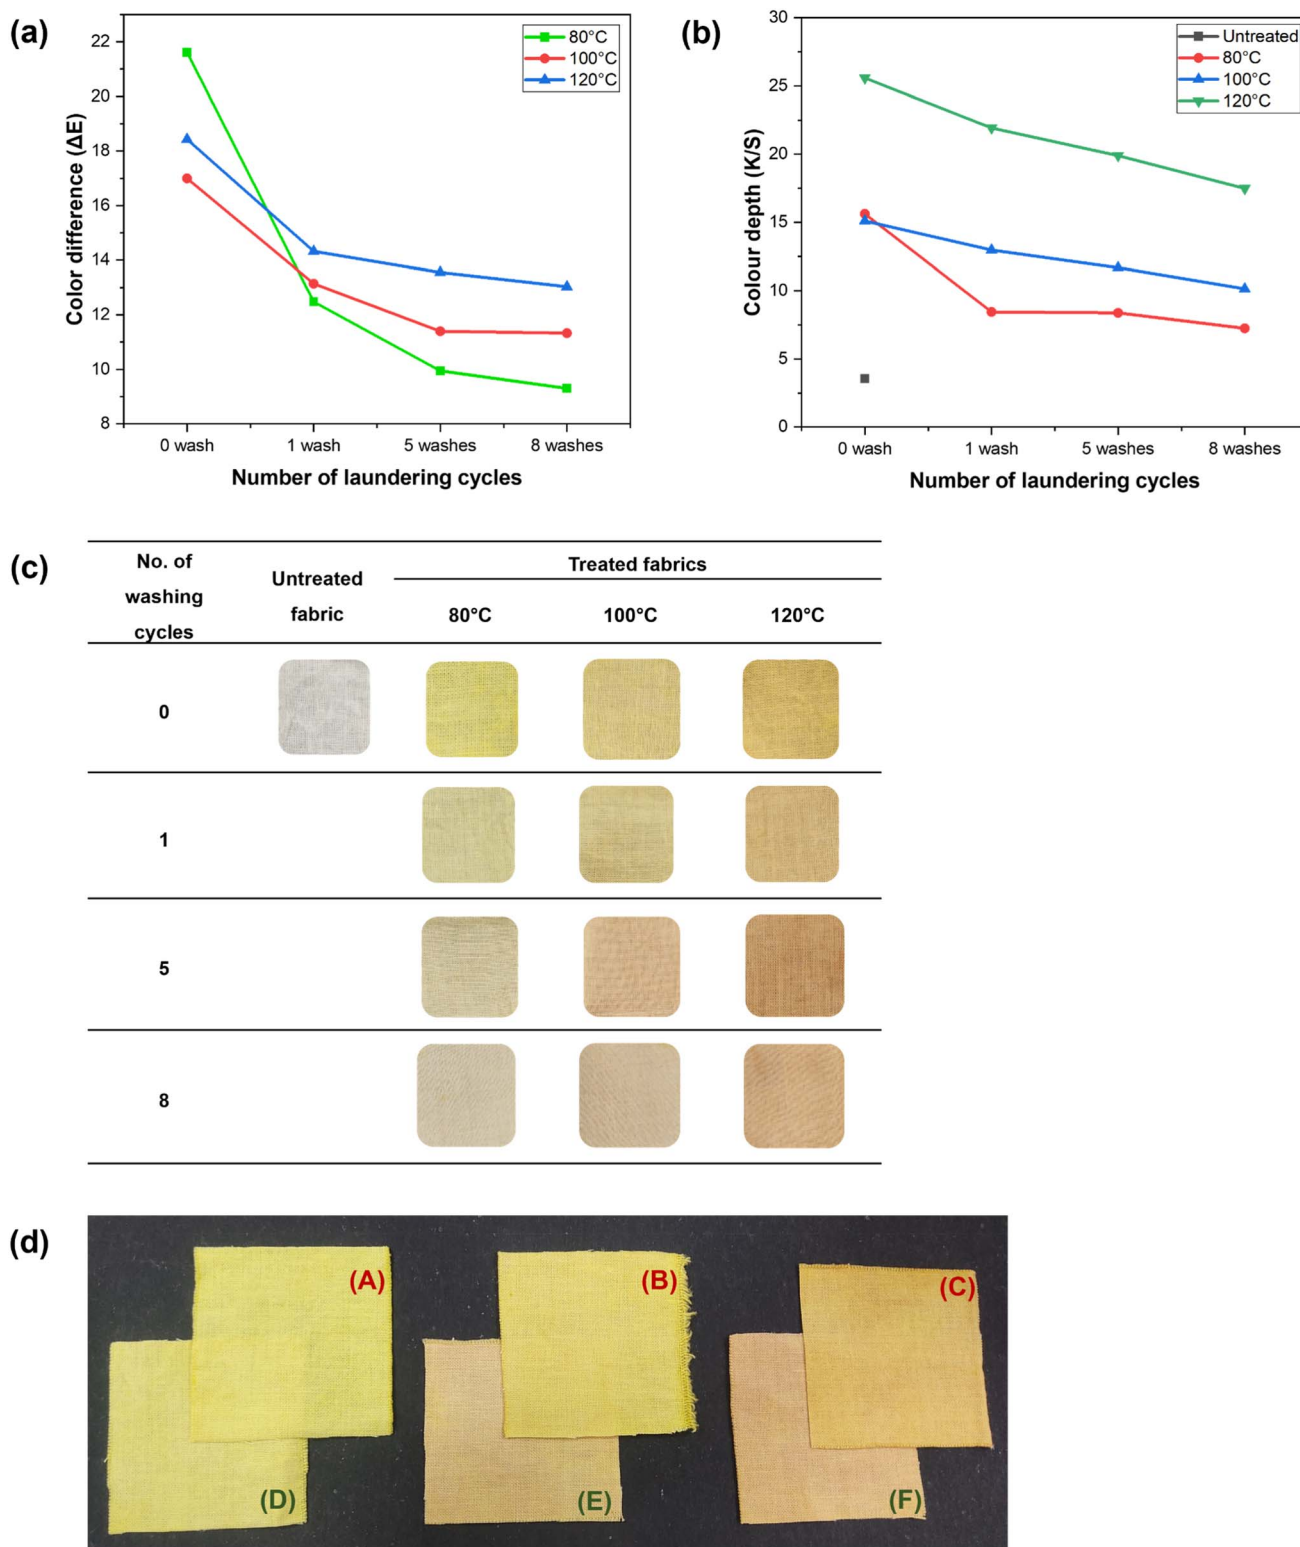 (a)
22
20
18
16
14
12
10
8
Color difference (ΔE)
80°C
100°C
120°C
0 wash
1 wash
5 washes
8 washes
Number of laundering cycles
(b)
30
25
20
15
10
5
0
Colour depth (K/S)
Untreated
80°C
100°C
120°C
0 wash
1 wash
5 washes
8 washes
Number of laundering cycles
(c)
No. of
washing
cycles
Untreated
fabric
Treated fabrics
80°C
100°C
120°C
0
1
5
8
(d)
(A)
(B)
(C)
(D)
(E)
(F)